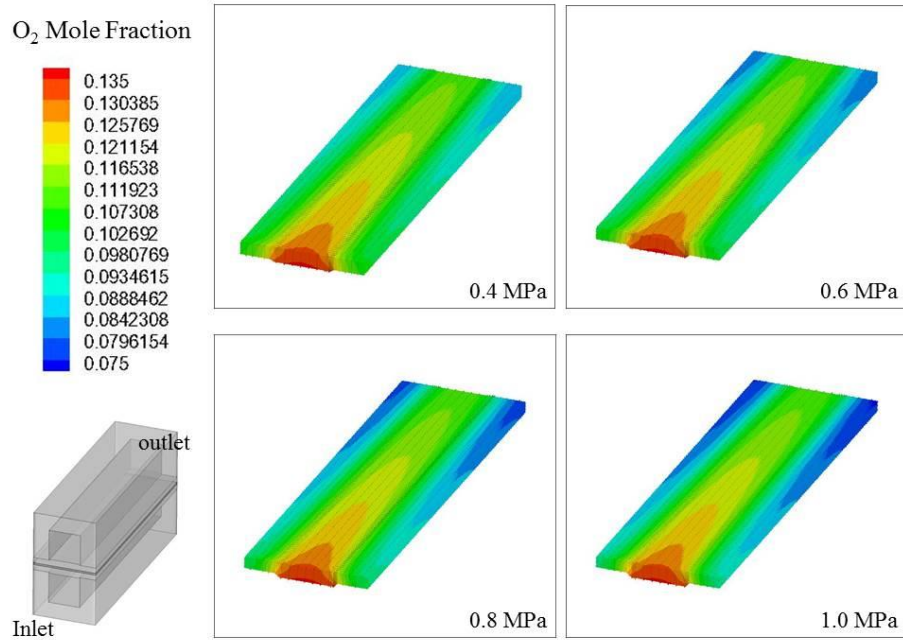 O₂ Mole Fraction
0.135
0.130385
0.125769
0.121154
0.116538
0.111923
0.107308
0.102692
0.0980769
0.0934615
0.0888462
0.0842308
0.0796154
0.075
0.4 MPa
0.6 MPa
outlet
Inlet
0.8 MPa
1.0 MPa